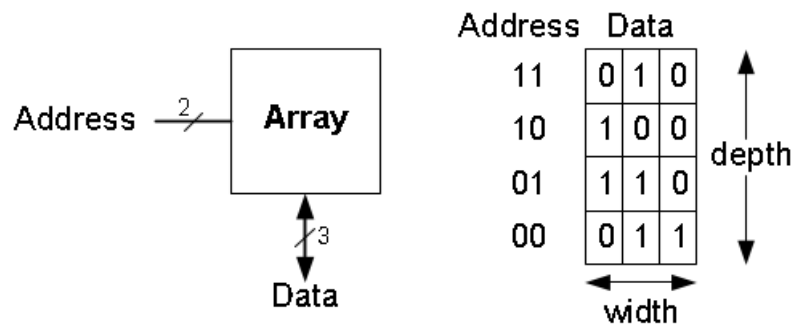 Address 2 Array
3
Data
Address Data
11 0 1 0
10 1 0 0
01 1 1 0
00 0 1 1
depth
width